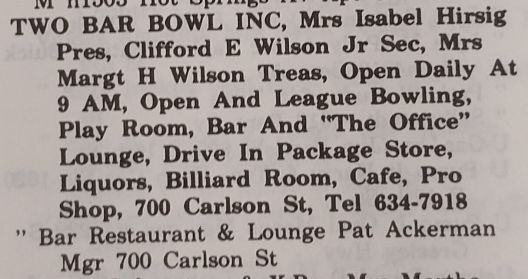 TWO BAR BOWL INC, Mrs Isabel Hirsig
Pres, Clifford E Wilson Jr Sec, Mrs
Margt H Wilson Treas, Open Daily At
9 AM, Open And League Bowling,
Play Room, Bar And "The Office"
Lounge, Drive In Package Store,
Liquors, Billiard Room, Cafe, Pro
Shop, 700 Carlson St, Tel 634-7918
" Bar Restaurant & Lounge Pat Ackerman
Mgr 700 Carlson St